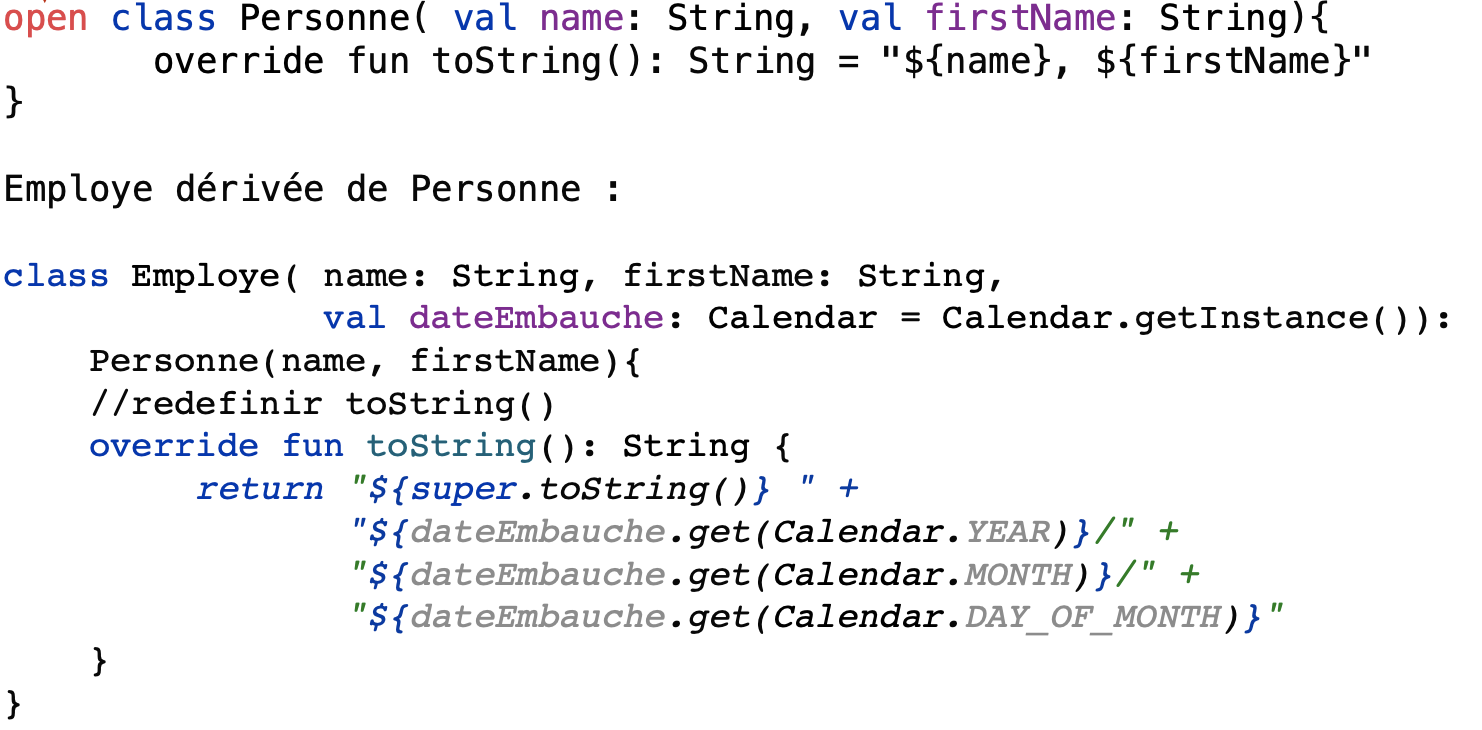 open class Personne( val name: String, val firstName: String){
       override fun toString(): String = "${name}, ${firstName}"
}
Employe dérivée de Personne :
class Employe( name: String, firstName: String,
               val dateEmbauche: Calendar = Calendar.getInstance()):
    Personne(name, firstName){
    //redefinir toString()
    override fun toString(): String {
         return "${super.toString()} " +
                "${dateEmbauche.get(Calendar.YEAR)}/" +
                "${dateEmbauche.get(Calendar.MONTH)}/" +
                "${dateEmbauche.get(Calendar.DAY_OF_MONTH)}"
    }
}